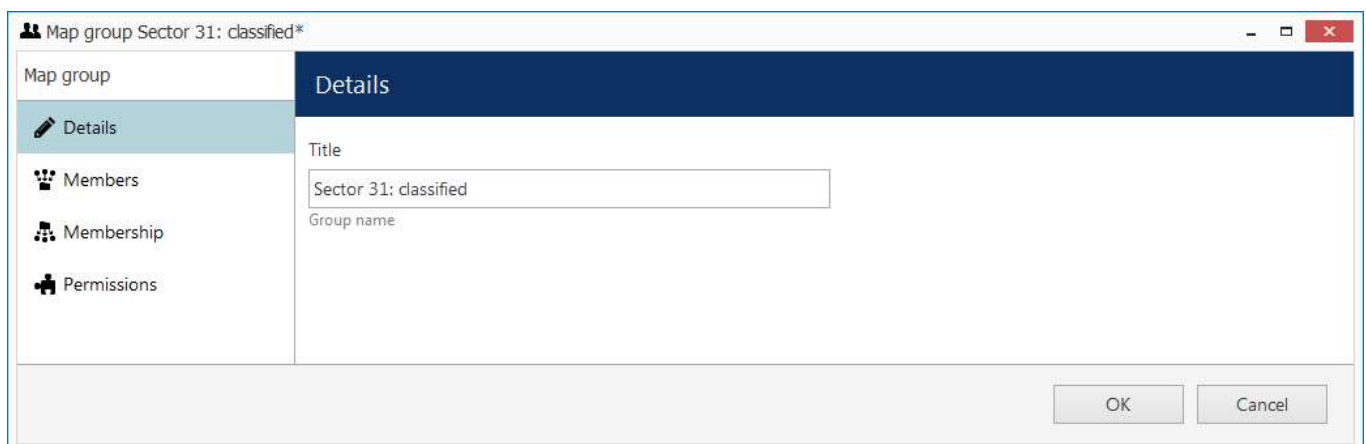 Map group Sector 31: classified*
Map group
Details
Details
Members
Membership
Permissions
Title
Sector 31: classified
Group name
OK
Cancel